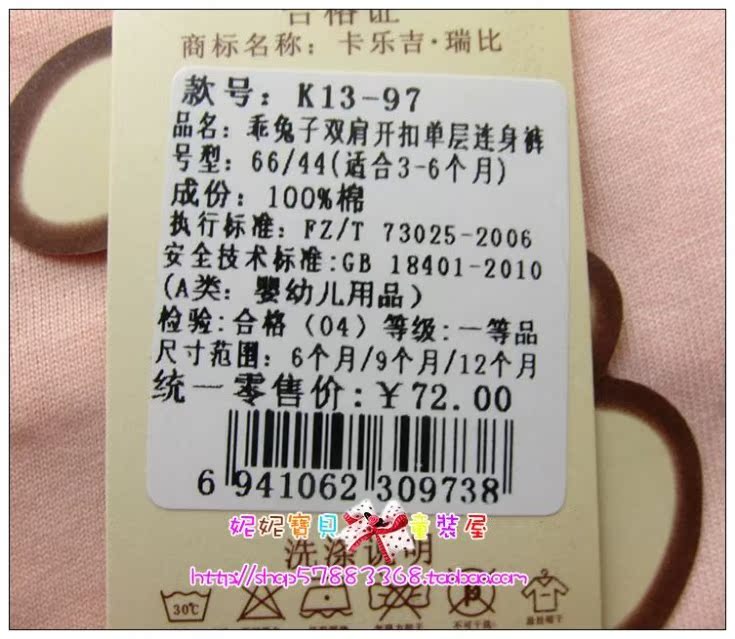 合格证
商标名称：卡乐吉·瑞比
款号：K13-97
品名：乖兔子双肩开扣单层连身裤
号型：66/44(适合3-6个月)
成份：100%棉
执行标准：FZ/T 73025-2006
安全技术标准:GB 18401-2010
(A类：婴幼儿用品)
检验:合格（04）等级:一等品
尺寸范围：6个月/9个月/12个月
统一零售价:￥72.00
6 941062 309738
妮妮寶貝 童裝屋
洗涤说明
http://shop57883368.taobao.com
30℃
不可干洗